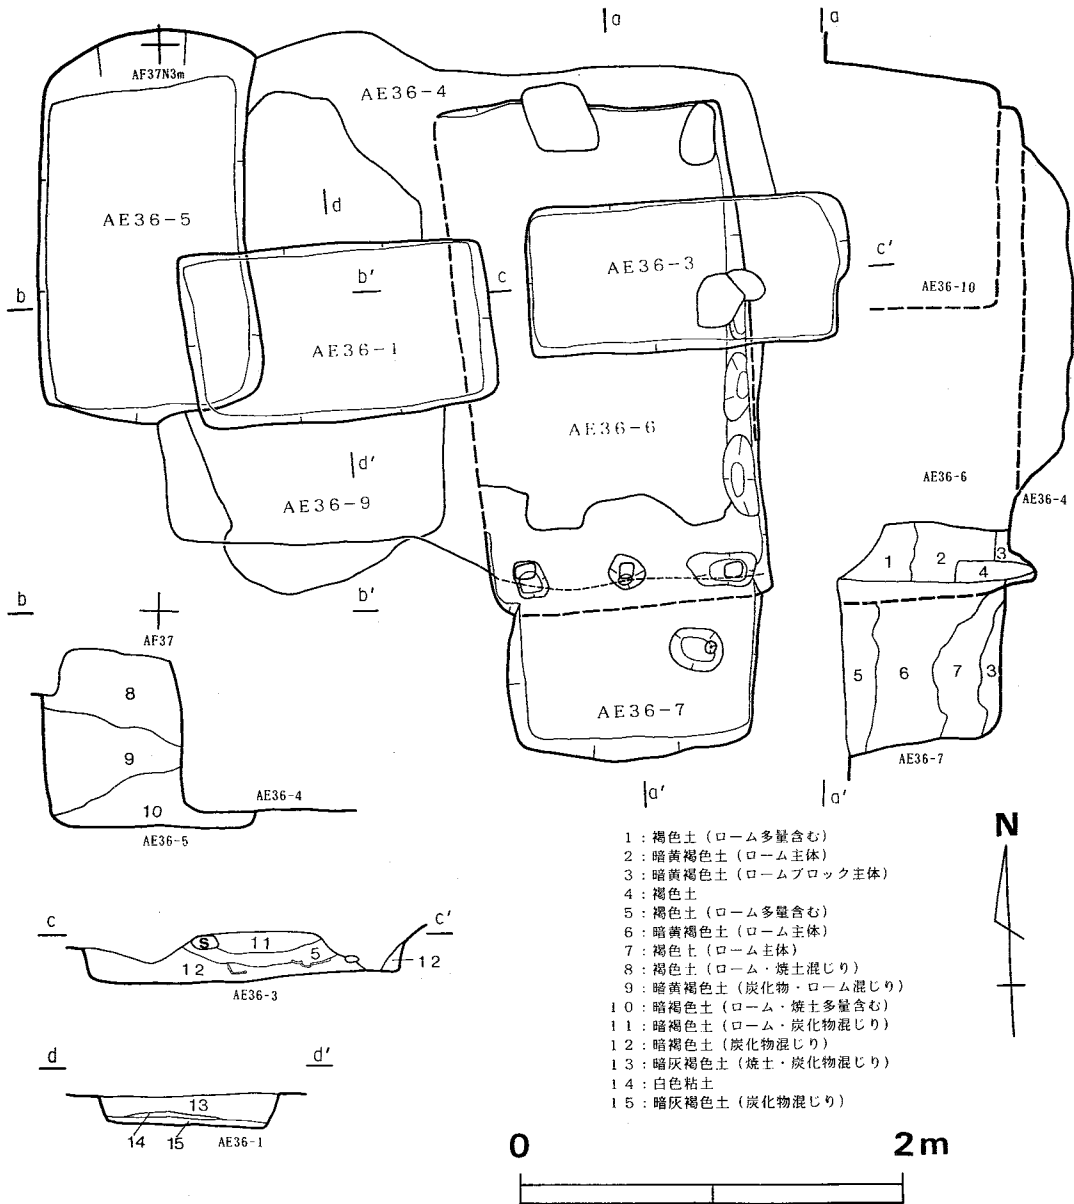 a
a
AF37N3m
AE36-4
AE36-5
d
AE36-3
c'
b
b'
c
AE36-10
AE36-1
AE36-6
d'
AE36-9
AE36-6
AE36-4
1 2 3
4
b
b'
AF37
5 6 7 3
AE36-7
AE36-7
8
9
10
AE36-4
AE36-5
a'
a'
N
1:褐色土(ローム多量含む)
2:暗黄褐色土(ローム主体)
3:暗黄褐色土(ロームブロック主体)
4:褐色土
5:褐色土(ローム多量含む)
6:暗黄褐色土(ローム主体)
7:褐色土(ローム主体)
8:褐色土(ローム・焼土混じり)
9:暗黄褐色土(炭化物・ローム混じり)
10:暗褐色土(ローム・焼土多量含む)
11:暗褐色土(ローム・炭化物混じり)
12:暗褐色土(炭化物混じり)
13:暗灰褐色土(焼土・炭化物混じり)
14:白色粘土
15:暗灰褐色土(炭化物混じり)
c
c'
S 11 5
12 12
AE36-3
d
d'
13
14 15 AE36-1
0 2m